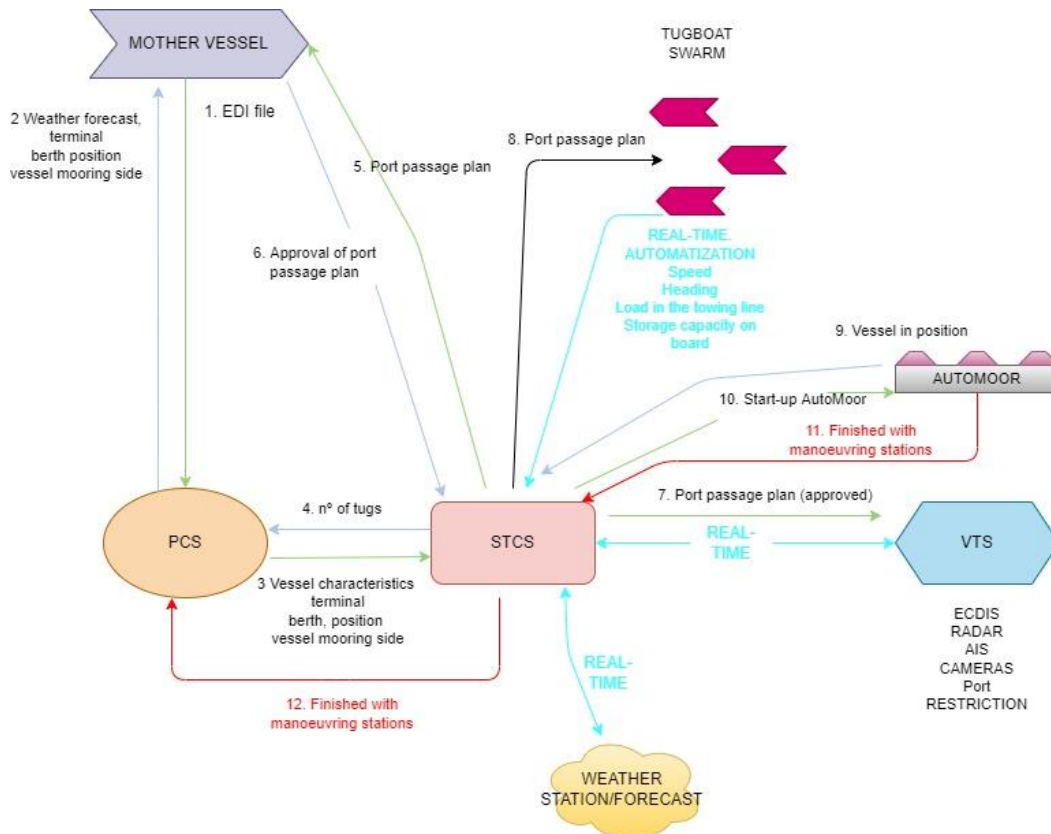 MOTHER VESSEL
TUGBOAT
SWARM
1. EDI file
2 Weather forecast,
terminal
berth position
vessel mooring side
5. Port passage plan
8. Port passage plan
6. Approval of port
passage plan
REAL-TIME.
AUTOMATIZATION
Speed
Heading
Load in the towing line
Storage capacity on
board
9. Vessel in position
AUTOMOOR
10. Start-up AutoMoor
11. Finished with
manoeuvring stations
7. Port passage plan (approved)
4. nº of tugs
PCS
STCS
REAL-
TIME
VTS
3 Vessel characteristics
terminal
berth, position
vessel mooring side
ECDIS
RADAR
AIS
CAMERAS
Port
RESTRICTION
REAL-
TIME
12. Finished with
manoeuvring stations
WEATHER
STATION/FORECAST